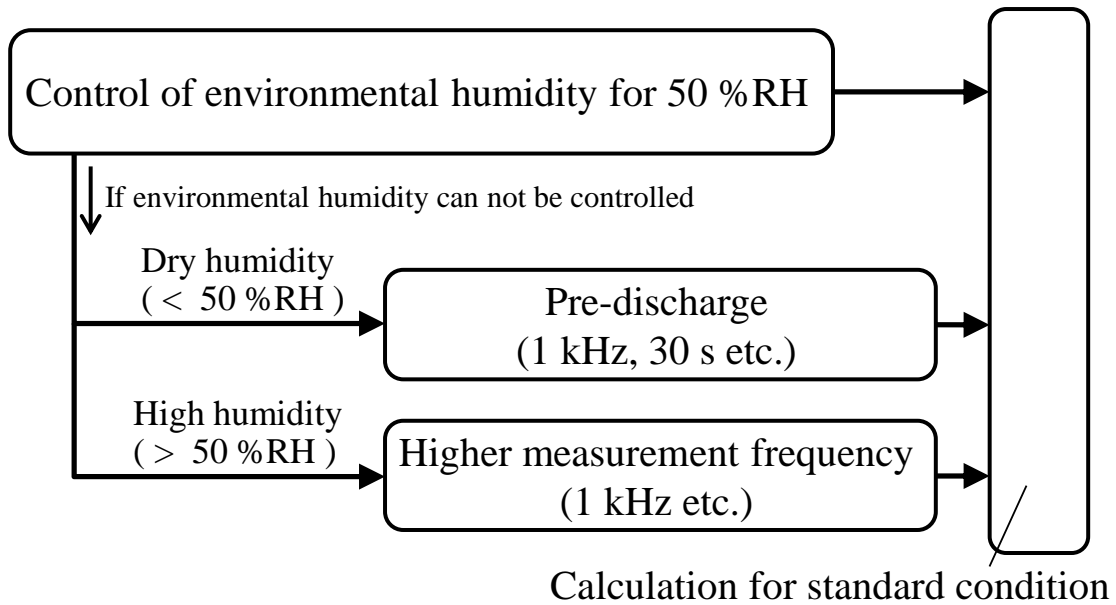 Control of environmental humidity for 50 %RH
If environmental humidity can not be controlled
Dry humidity
( < 50 %RH )
Pre-discharge
(1 kHz, 30 s etc.)
High humidity
( > 50 %RH )
Higher measurement frequency
(1 kHz etc.)
Calculation for standard condition